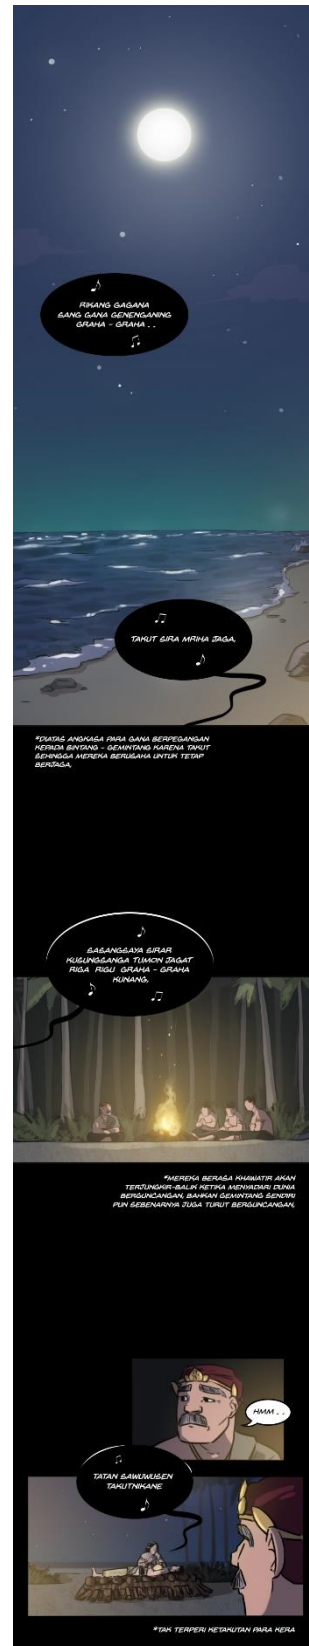 RIKANG GAGANA
SANG GANA GENENGANING
GRAHA - GRAHA . .
TAKUT SIRA MRIHA JAGA,
*DIATAS ANGKASA PARA GANA BERPEGANGAN
KEPADA BINTANG - GEMINTANG KARENA TAKUT
SEHINGGA MEREKA BERUSAHA UNTUK TETAP
BERJAGA,
SASANGSAYA SIRAR
KUSUNGSANGA TUMON JAGAT
RIGA RIGU GRAHA - GRAHA
KUNANG,
*MEREKA BERASA KHAWATIR AKAN
TERJUNGKIR-BALIK KETIKA MENYADARI DUNIA
BERGUNCANGAN, BAHKAN GEMINTANG SENDIRI
PUN SEBENARNYA JUGA TURUT BERGUNCANGAN,
HMM . .
TATAN SAWUWUSEN
TAKUTNIKANE
*TAK TERPERI KETAKUTAN PARA KERA